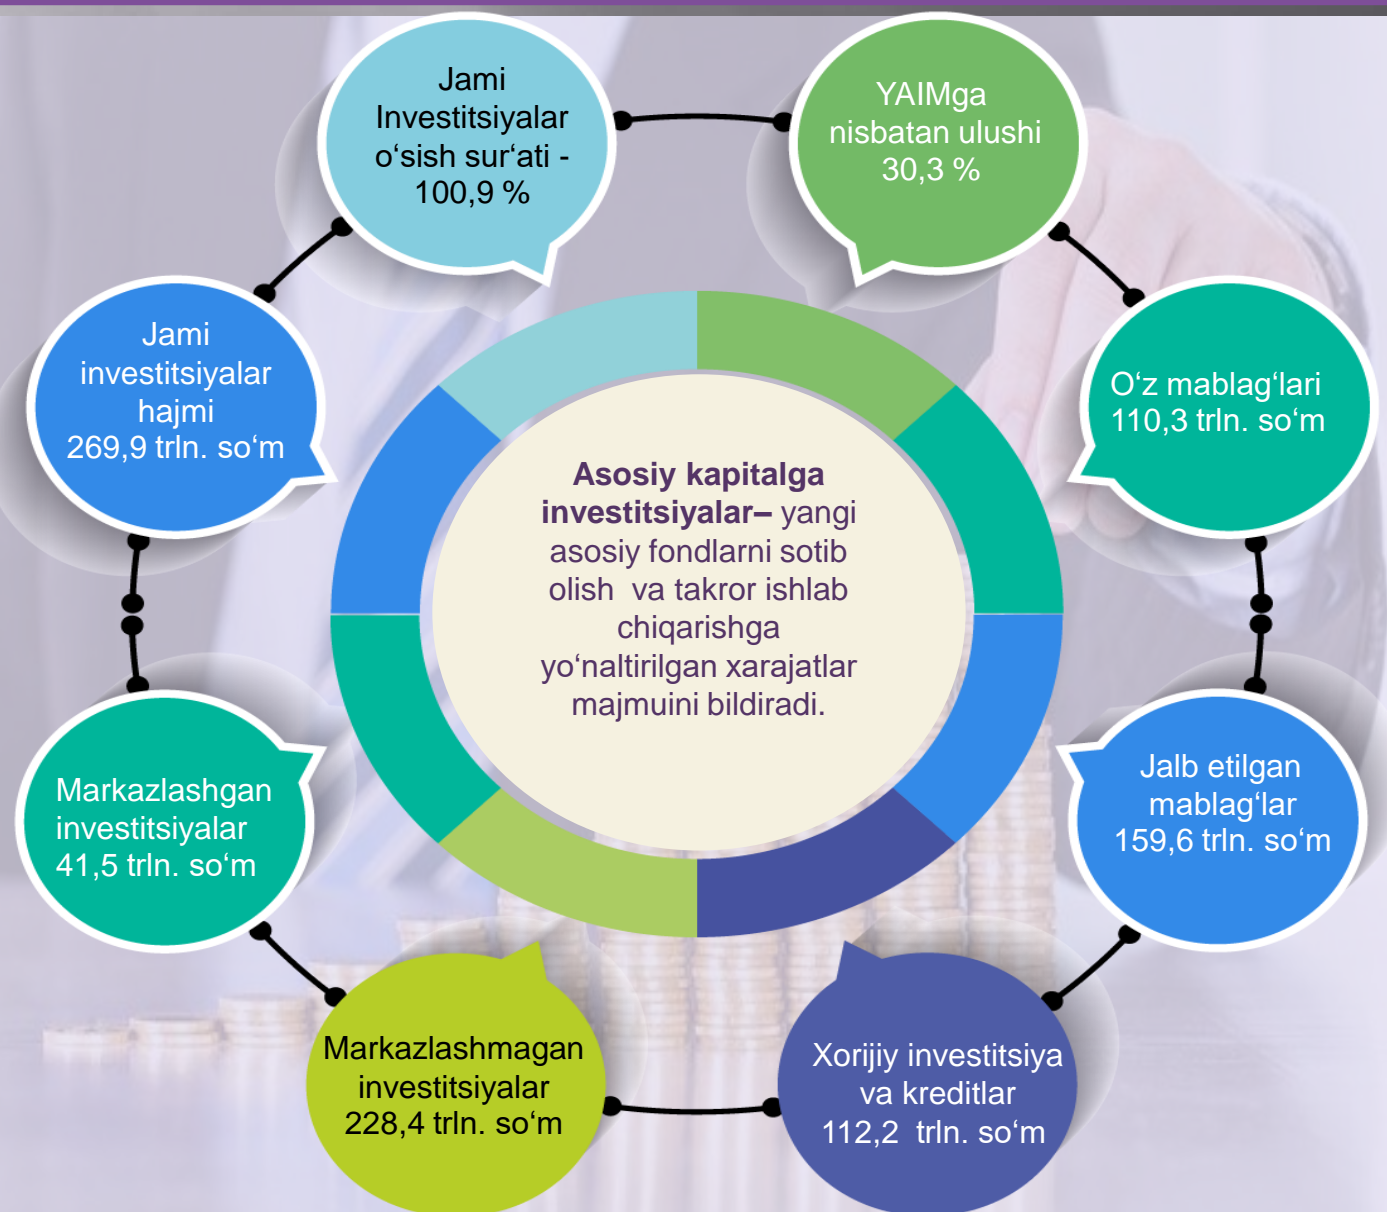 Jami
Investitsiyalar
o‘sish sur‘ati -
100,9 %
YAIMga
nisbatan ulushi
30,3 %
Jami
investitsiyalar
hajmi
269,9 trln. so‘m
O‘z mablag‘lari
110,3 trln. so‘m
Asosiy kapitalga
investitsiyalar– yangi
asosiy fondlarni sotib
olish va takror ishlab
chiqarishga
yo‘naltirilgan xarajatlar
majmuini bildiradi.
Markazlashgan
investitsiyalar
41,5 trln. so‘m
Jalb etilgan
mablag‘lar
159,6 trln. so‘m
Markazlashmagan
investitsiyalar
228,4 trln. so‘m
Xorijiy investitsiya
va kreditlar
112,2 trln. so‘m